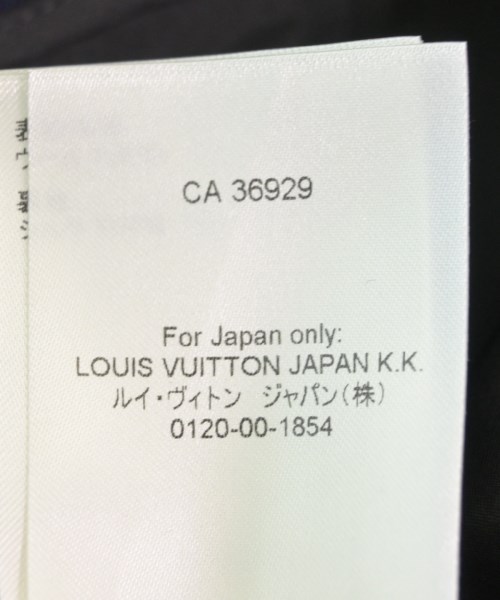 CA 36929
For Japan only:
LOUIS VUITTON JAPAN K.K.
ルイ・ヴィトン　ジャパン(株)
0120-00-1854